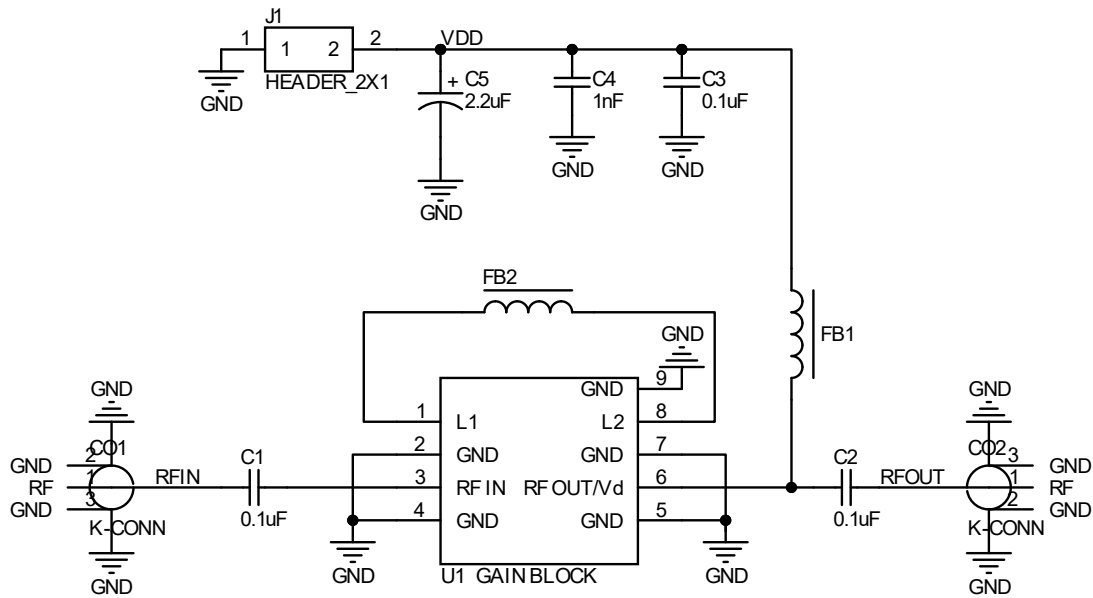 J1
1
1 2
2
VDD
HEADER_2X1
GND
+ C5
2.2uF
GND
C4
1nF
GND
C3
0.1uF
GND
FB2
FB1
GND
GND 9
1 L1
L2 8
2 GND
GND 7
3 RF IN
RF OUT/Vd 6
4 GND
GND 5
U1 GAIN BLOCK
GND
GND
GND
CO1
GND 2
RF 1
GND 3
K-CONN
GND
RFIN
C1
0.1uF
C2
0.1uF
RFOUT
GND
CO2
3 GND
1 RF
2 GND
K-CONN
GND